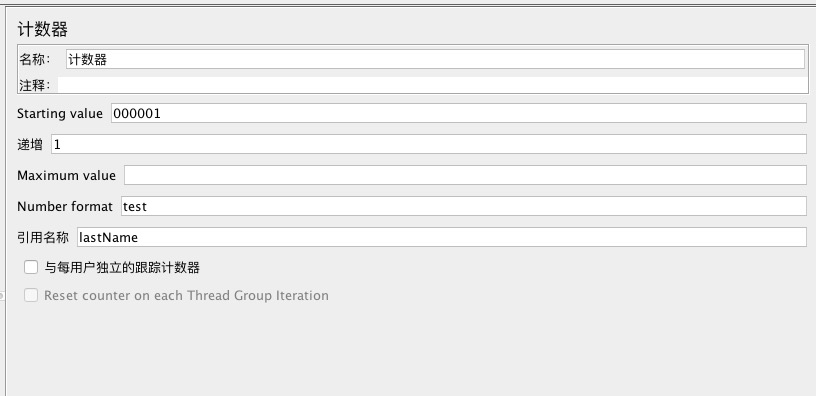 计数器
名称： 计数器
注释：
Starting value 000001
递增 1
Maximum value
Number format test
引用名称 lastName
与每用户独立的跟踪计数器
Reset counter on each Thread Group Iteration